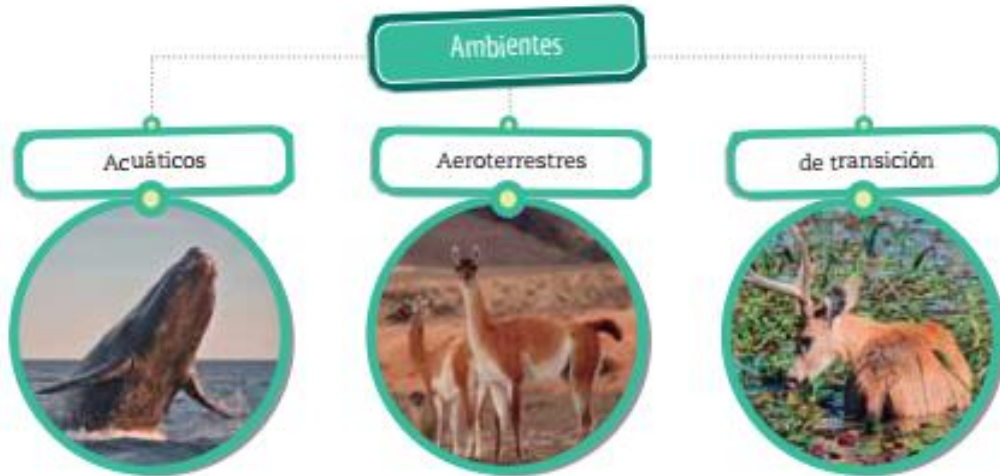 Ambientes
Acuáticos
Aeroterrestres
de transición